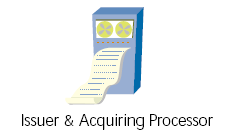 Issuer & Acquiring Processor